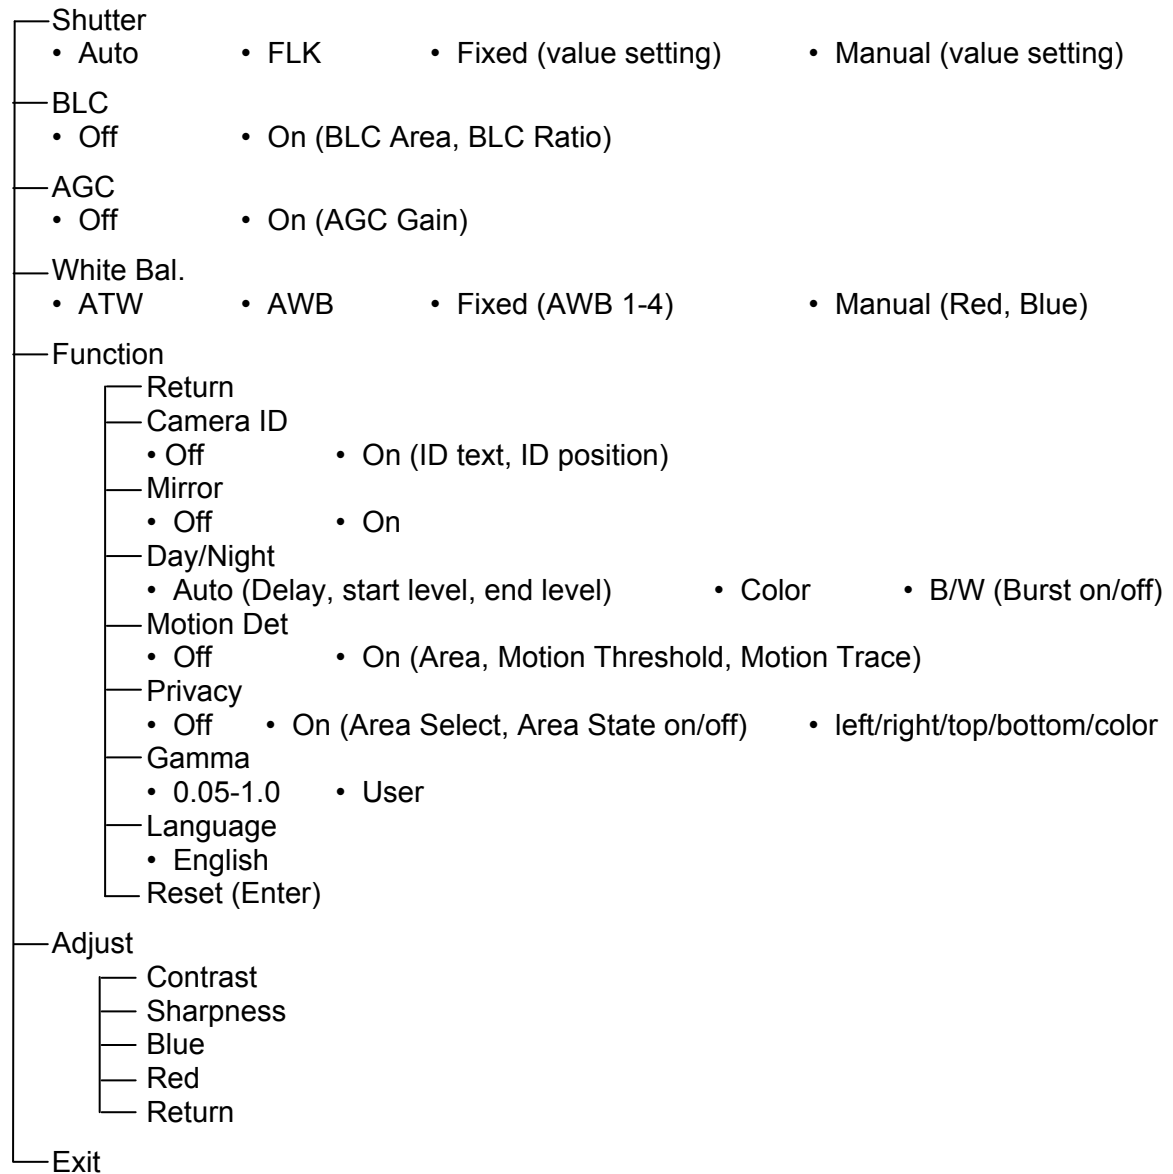 Shutter
• Auto • FLK • Fixed (value setting) • Manual (value setting)
BLC
• Off • On (BLC Area, BLC Ratio)
AGC
• Off • On (AGC Gain)
White Bal.
• ATW • AWB • Fixed (AWB 1-4) • Manual (Red, Blue)
Function
Return
Camera ID
• Off • On (ID text, ID position)
Mirror
• Off • On
Day/Night
• Auto (Delay, start level, end level) • Color • B/W (Burst on/off)
Motion Det
• Off • On (Area, Motion Threshold, Motion Trace)
Privacy
• Off • On (Area Select, Area State on/off) • left/right/top/bottom/color
Gamma
• 0.05-1.0 • User
Language
• English
Reset (Enter)
Adjust
Contrast
Sharpness
Blue
Red
Return
Exit